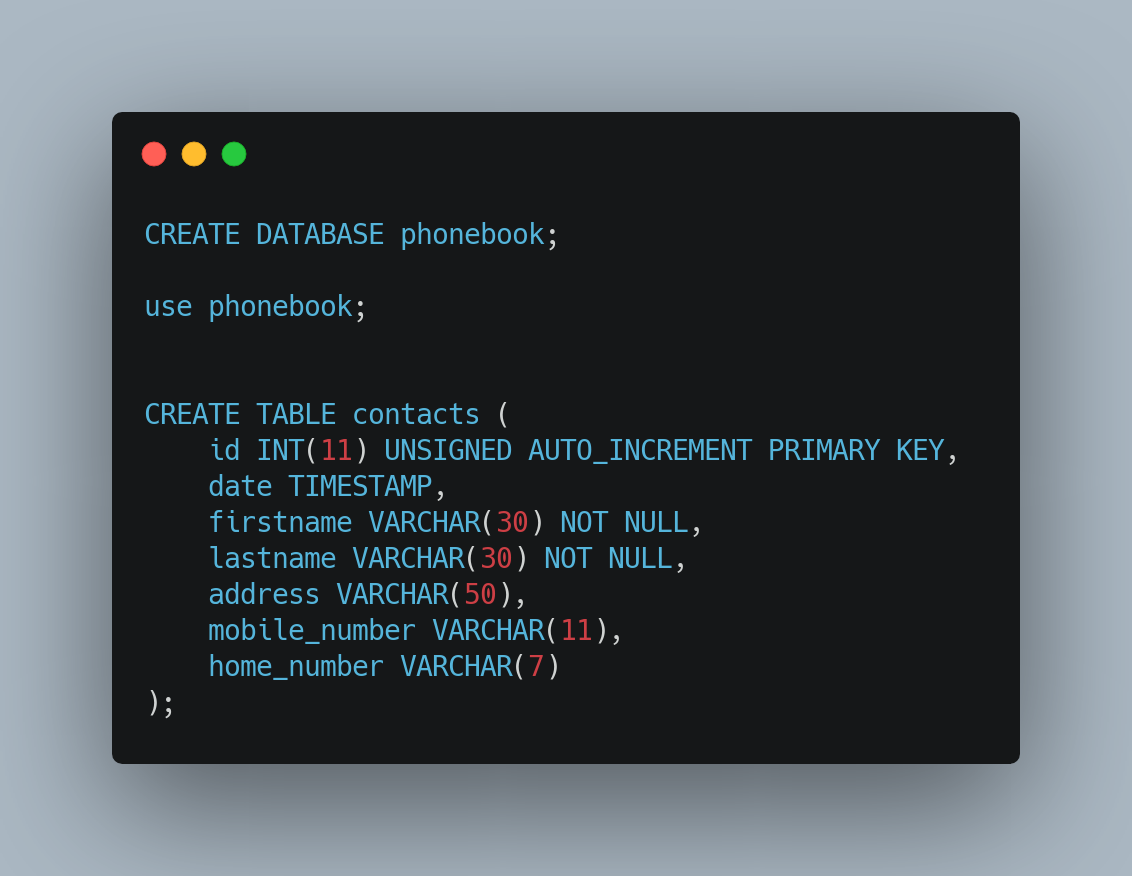 CREATE DATABASE phonebook;
use phonebook;
CREATE TABLE contacts (
    id INT(11) UNSIGNED AUTO_INCREMENT PRIMARY KEY,
    date TIMESTAMP,
    firstname VARCHAR(30) NOT NULL,
    lastname VARCHAR(30) NOT NULL,
    address VARCHAR(50),
    mobile_number VARCHAR(11),
    home_number VARCHAR(7)
);